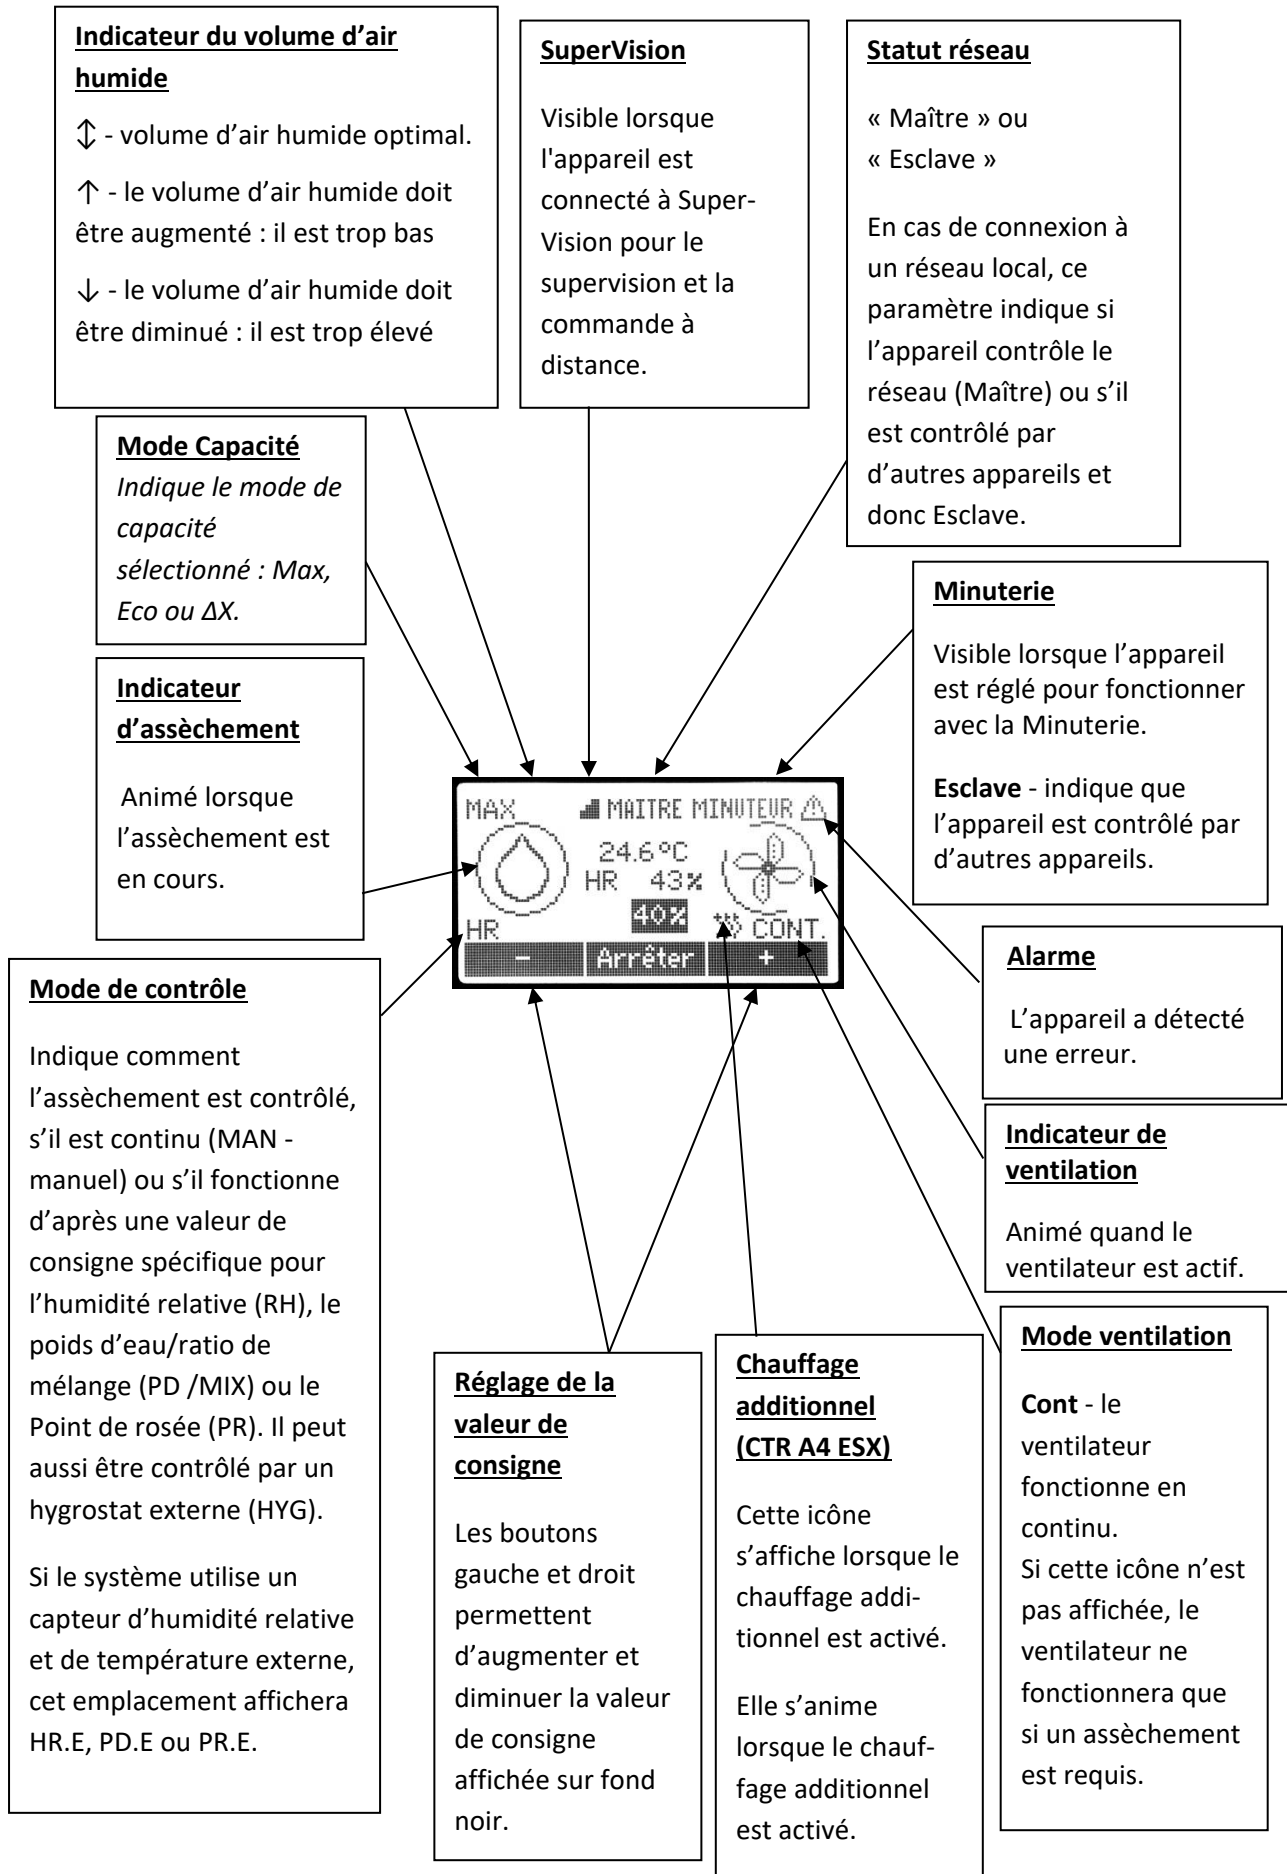 Indicateur du volume d’air
humide
↕ - volume d’air humide optimal.
↑ - le volume d’air humide doit
être augmenté : il est trop bas
↓ - le volume d’air humide doit
être diminué : il est trop élevé
SuperVision
Visible lorsque
l'appareil est
connecté à Super-
Vision pour le
supervision et la
commande à
distance.
Statut réseau
« Maître » ou
« Esclave »
En cas de connexion à
un réseau local, ce
paramètre indique si
l’appareil contrôle le
réseau (Maître) ou s’il
est contrôlé par
d’autres appareils et
donc Esclave.
Mode Capacité
Indique le mode de
capacité
sélectionné : Max,
Eco ou ΔX.
Minuterie
Visible lorsque l’appareil
est réglé pour fonctionner
avec la Minuterie.
Esclave - indique que
l’appareil est contrôlé par
d’autres appareils.
Indicateur
d’assèchement
Animé lorsque
l’assèchement est
en cours.
MAX MAITRE MINUTEUR
24.6°C
HR 43%
40%
HR CONT.
- Arrêter +
Alarme
L’appareil a détecté
une erreur.
Mode de contrôle
Indique comment
l’assèchement est contrôlé,
s’il est continu (MAN -
manuel) ou s’il fonctionne
d’après une valeur de
consigne spécifique pour
l’humidité relative (RH), le
poids d’eau/ratio de
mélange (PD /MIX) ou le
Point de rosée (PR). Il peut
aussi être contrôlé par un
hygrostat externe (HYG).
Si le système utilise un
capteur d’humidité relative
et de température externe,
cet emplacement affichera
HR.E, PD.E ou PR.E.
Indicateur de
ventilation
Animé quand le
ventilateur est actif.
Réglage de la
valeur de
consigne
Les boutons
gauche et droit
permettent
d’augmenter et
diminuer la valeur
de consigne
affichée sur fond
noir.
Chauffage
additionnel
(CTR A4 ESX)
Cette icône
s’affiche lorsque le
chauffage addi-
tionnel est activé.
Elle s’anime
lorsque le chauf-
fage additionnel
est activé.
Mode ventilation
Cont - le
ventilateur
fonctionne en
continu.
Si cette icône n’est
pas affichée, le
ventilateur ne
fonctionnera que
si un assèchement
est requis.